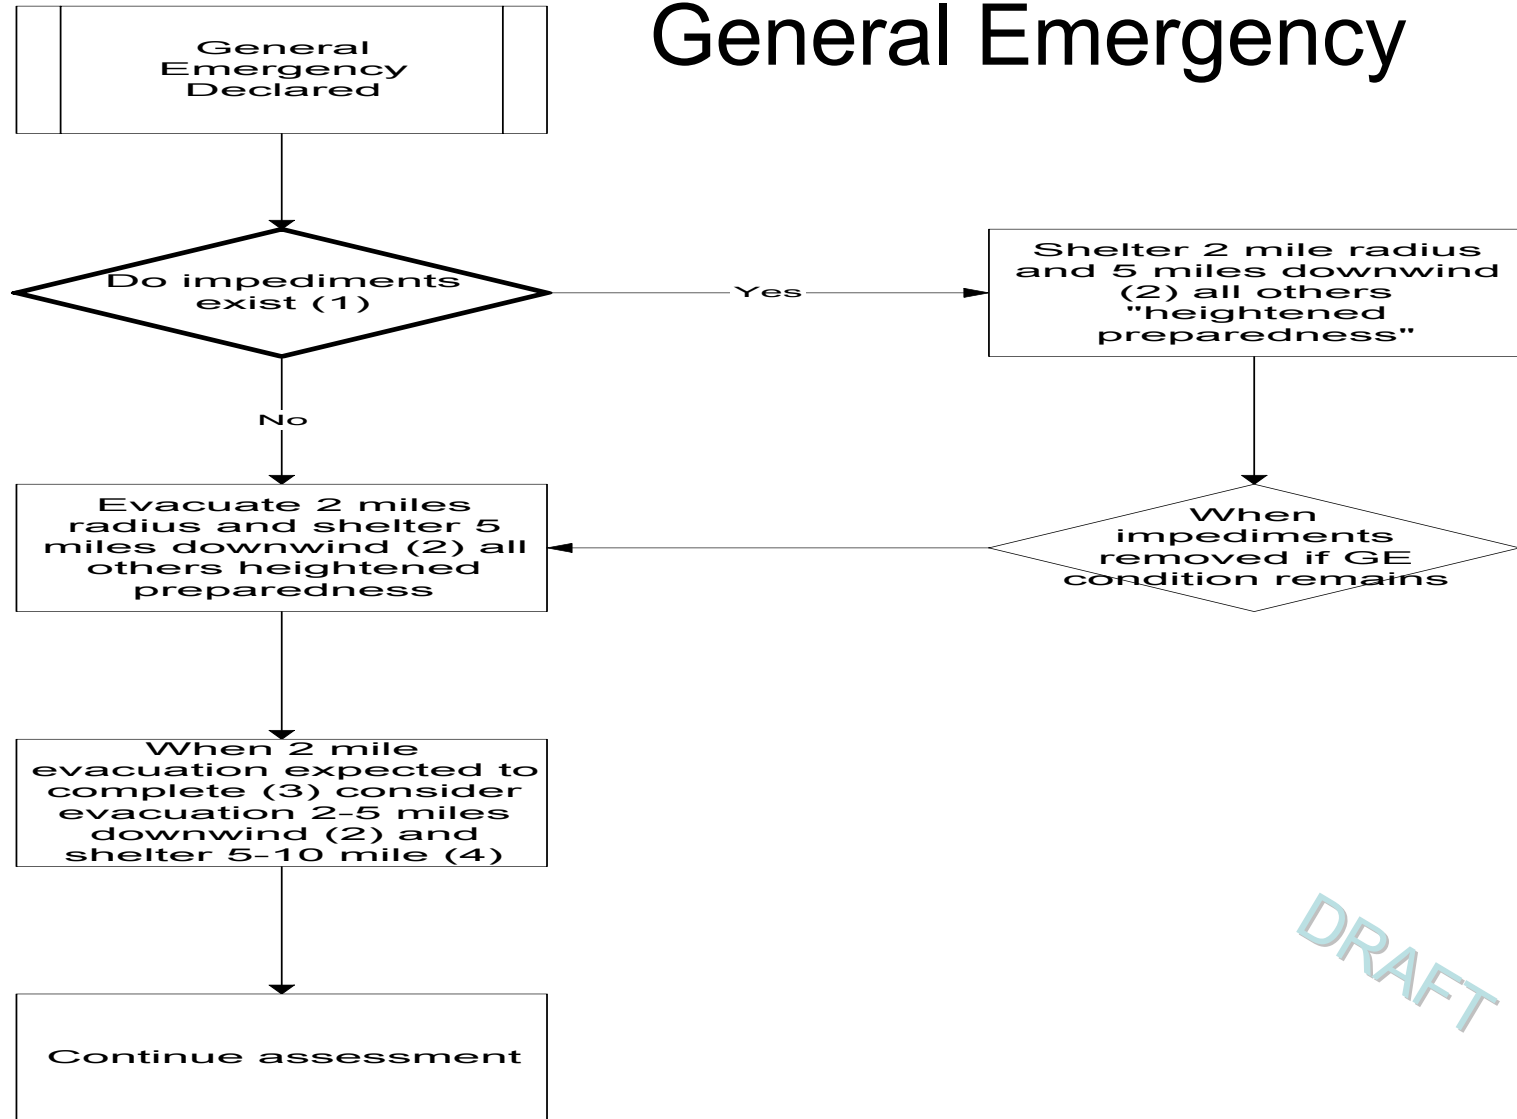 General Emergency
General
Emergency
Declared
Do impediments
exist (1)
Yes
Shelter 2 mile radius
and 5 miles downwind
(2) all others
"heightened
preparedness"
No
Evacuate 2 miles
radius and shelter 5
miles downwind (2) all
others heightened
preparedness
When
impediments
removed if GE
condition remains
When 2 mile
evacuation expected to
complete (3) consider
evacuation 2-5 miles
downwind (2) and
shelter 5-10 mile (4)
Continue assessment
DRAFT